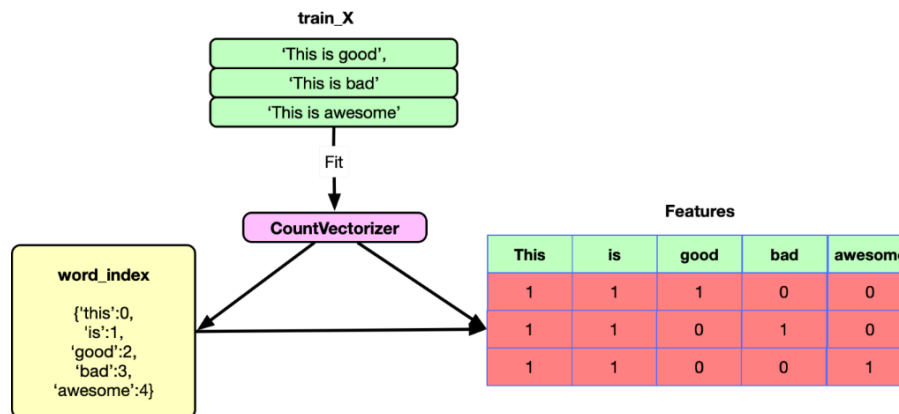 train_X
‘This is good’,
‘This is bad’
‘This is awesome’
Fit
CountVectorizer
Features
word_index
{'this':0,
'is':1,
‘good’:2,
‘bad’:3,
‘awesome’:4}
This is good bad awesome
1 1 1 0 0
1 1 0 1 0
1 1 0 0 1